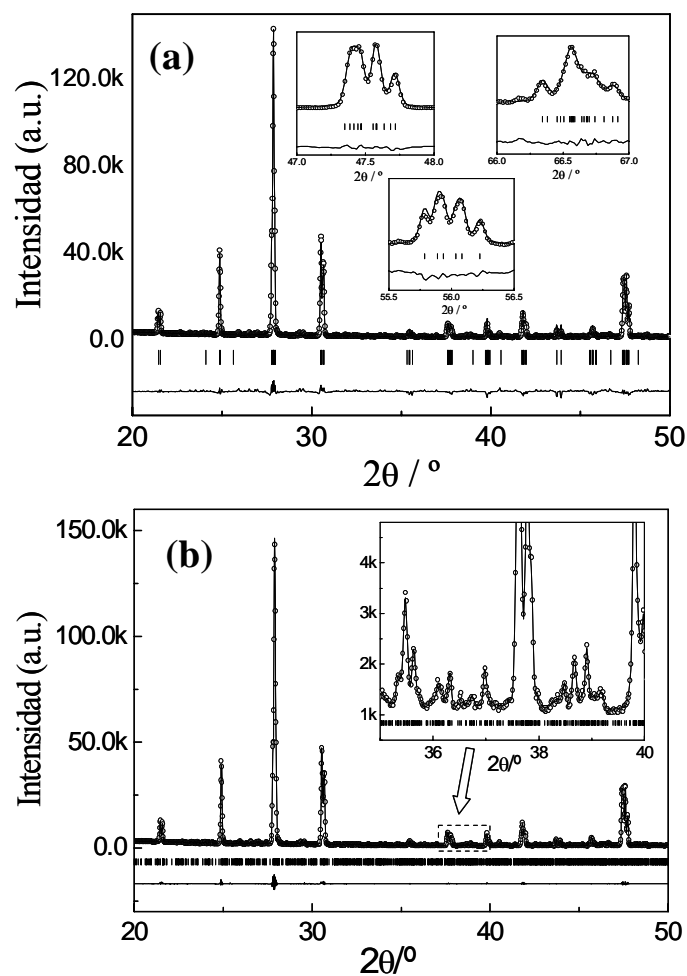 (a)
Intensidad (a.u.)
120.0k
80.0k
40.0k
0.0
47.0 47.5 48.0
2θ / º
66.0 66.5 67.0
2θ / º
55.5 56.0 56.5
2θ / º
20 30 40 50
2θ / º
(b)
Intensidad (a.u.)
150.0k
100.0k
50.0k
0.0
4k
3k
2k
1k
36 38 40
2θ/º
20 30 40 50
2θ/º